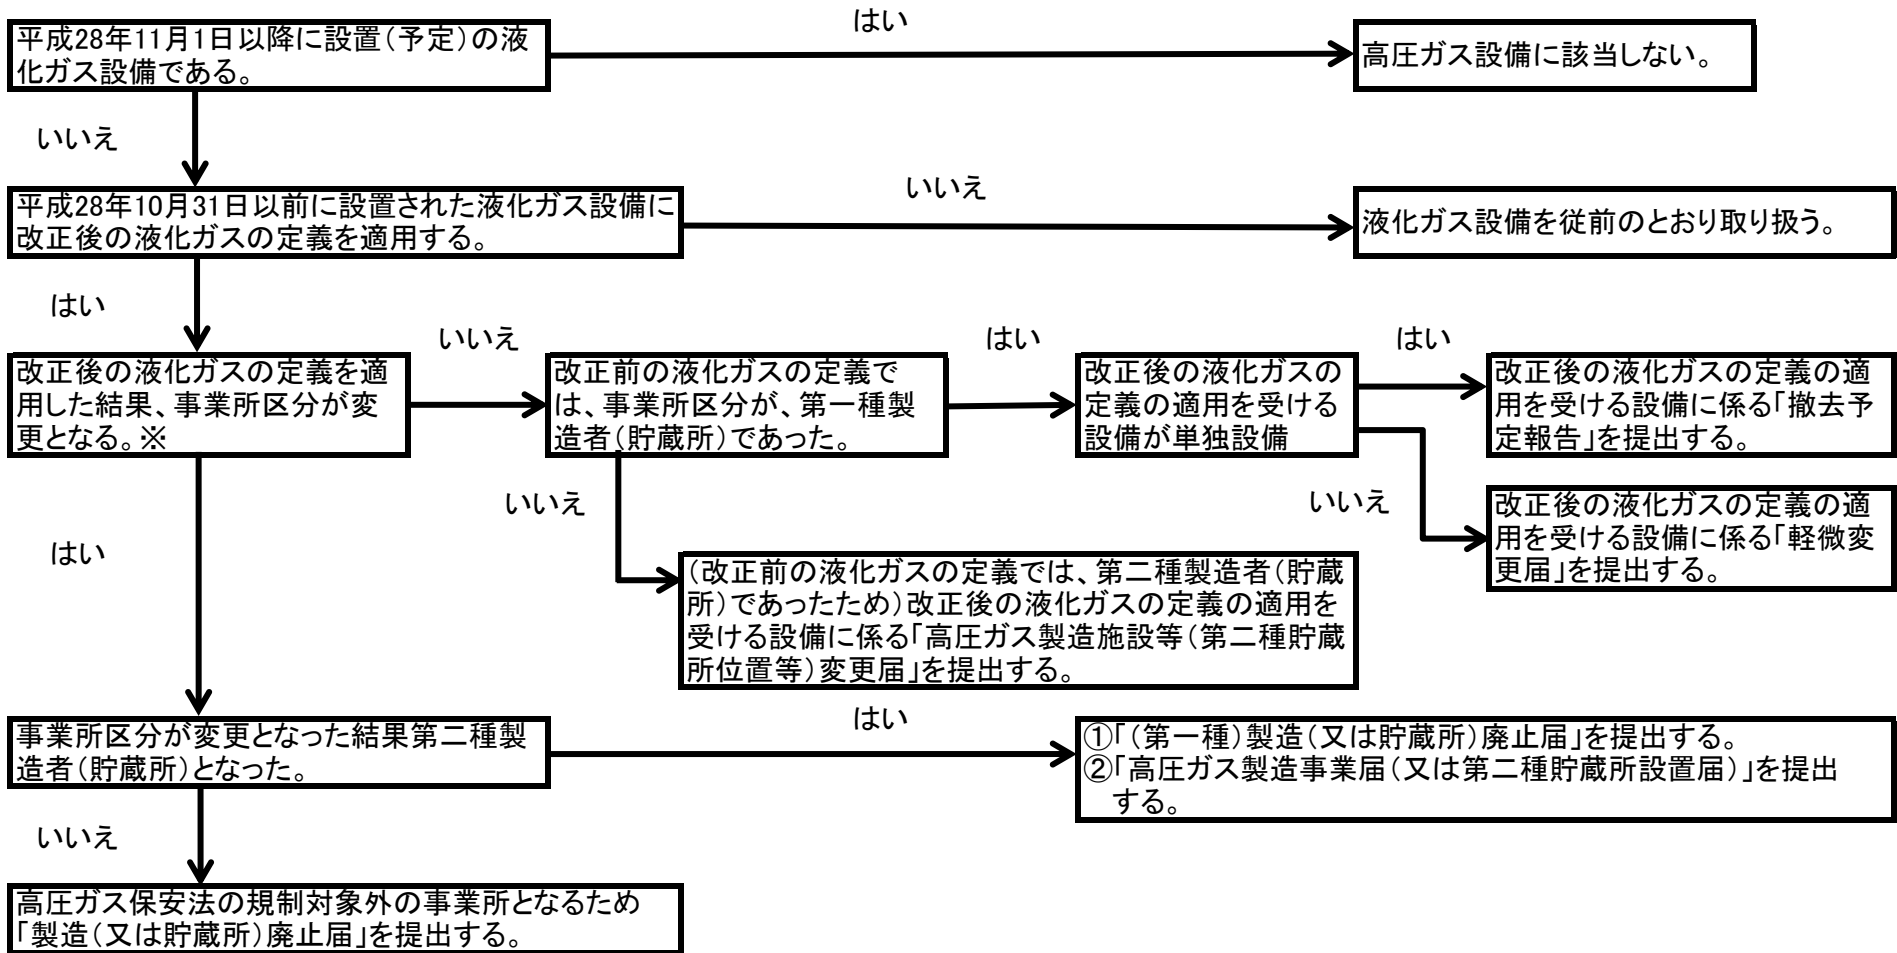 はい
平成28年11月1日以降に設置(予定)の液
化ガス設備である。
高圧ガス設備に該当しない。
いいえ
平成28年10月31日以前に設置された液化ガス設備に
改正後の液化ガスの定義を適用する。
いいえ
液化ガス設備を従前のとおり取り扱う。
はい
改正後の液化ガスの定義を適
用した結果、事業所区分が変
更となる。※
いいえ
改正前の液化ガスの定義で
は、事業所区分が、第一種製
造者(貯蔵所)であった。
はい
改正後の液化ガスの
定義の適用を受ける
設備が単独設備
はい
改正後の液化ガスの定義の適
用を受ける設備に係る「撤去予
定報告」を提出する。
いいえ
改正後の液化ガスの定義の適
用を受ける設備に係る「軽微変
更届」を提出する。
いいえ
(改正前の液化ガスの定義では、第二種製造者(貯蔵
所)であったため)改正後の液化ガスの定義の適用を
受ける設備に係る「高圧ガス製造施設等(第二種貯蔵
所位置等)変更届」を提出する。
はい
事業所区分が変更となった結果第二種製
造者(貯蔵所)となった。
はい
①「(第一種)製造(又は貯蔵所)廃止届」を提出する。
②「高圧ガス製造事業届(又は第二種貯蔵所設置届)」を提出
する。
いいえ
高圧ガス保安法の規制対象外の事業所となるため
「製造(又は貯蔵所)廃止届」を提出する。